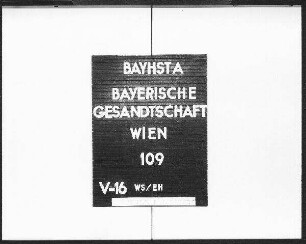 BAYHSTA
BAYERISCHE
GESANDTSCHAFT
WIEN
109
V-16 WS/EH